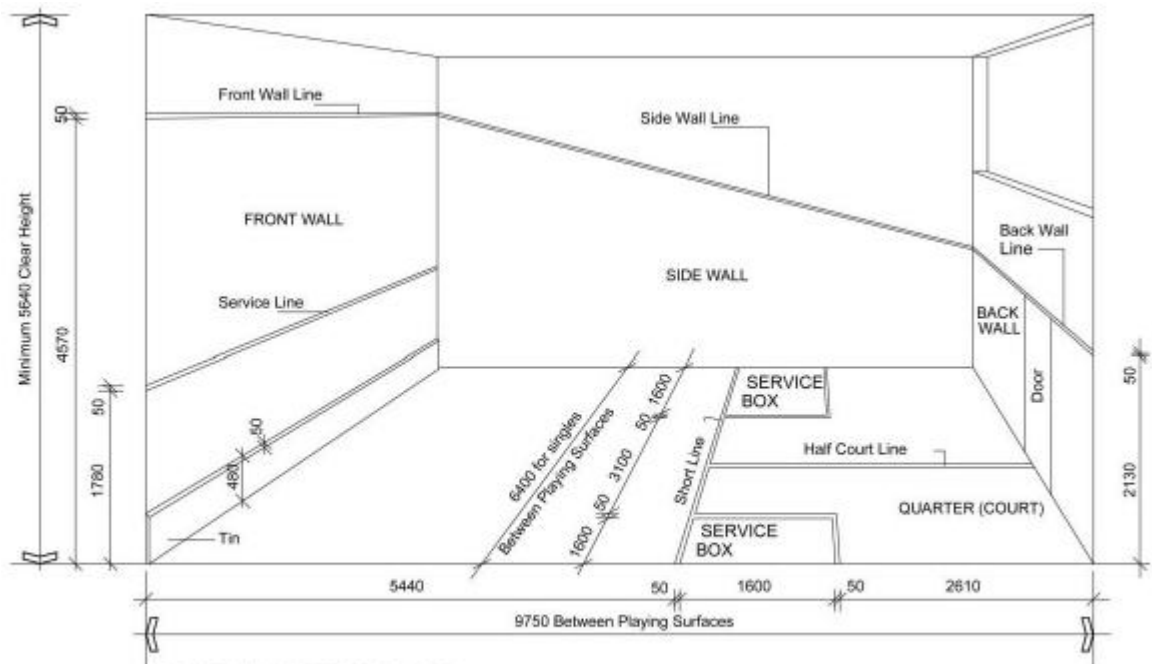 Front Wall Line
50
Side Wall Line
Minimum 5640 Clear Height
FRONT WALL
Back Wall
Line
SIDE WALL
Service Line
BACK
WALL
4570
50
SERVICE
BOX
Door
50
1600
50
3100
50
1600
6400 for singles
Between Playing Surfaces
Short Line
50
480
1780
Half Court Line
2130
QUARTER (COURT)
SERVICE
BOX
Tin
5440
50
1600
50
2610
9750 Between Playing Surfaces